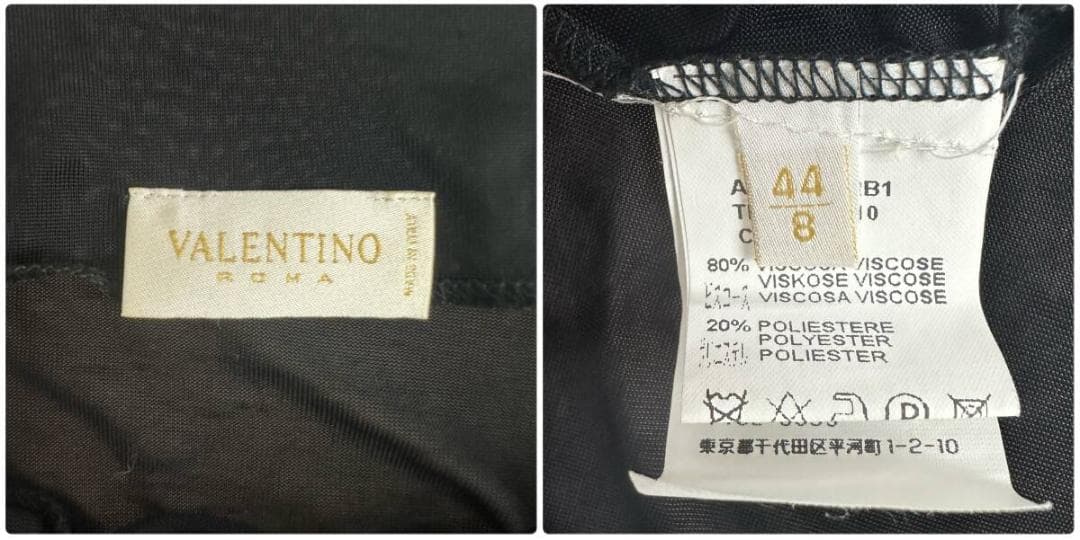 VALENTINO
ROMA
MADE IN ITALY
44
8
80% VISCOSA VISCOSE
VISKOSE VISCOSE
VISCOSA VISCOSE
20% POLIESTERE
POLYESTER
POLIESTER
P
東京都千代田区平河町1-2-10